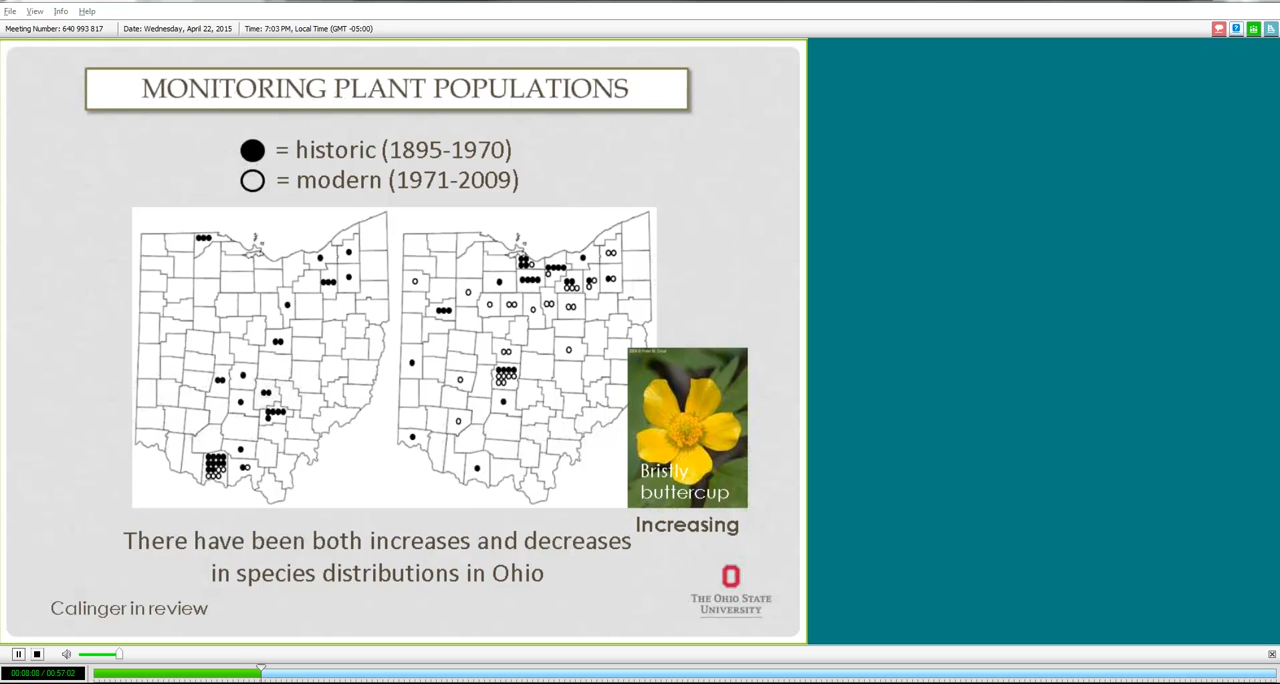 File View Info Help
Meeting Number: 640 993 817 Date: Wednesday, April 22, 2015 Time: 7:03 PM, Local Time (GMT -05:00)
MONITORING PLANT POPULATIONS
= historic (1895-1970)
= modern (1971-2009)
Bristly
buttercup
Increasing
There have been both increases and decreases
in species distributions in Ohio
THE OHIO STATE
UNIVERSITY
Calinger in review
00:08:08 / 00:57:02